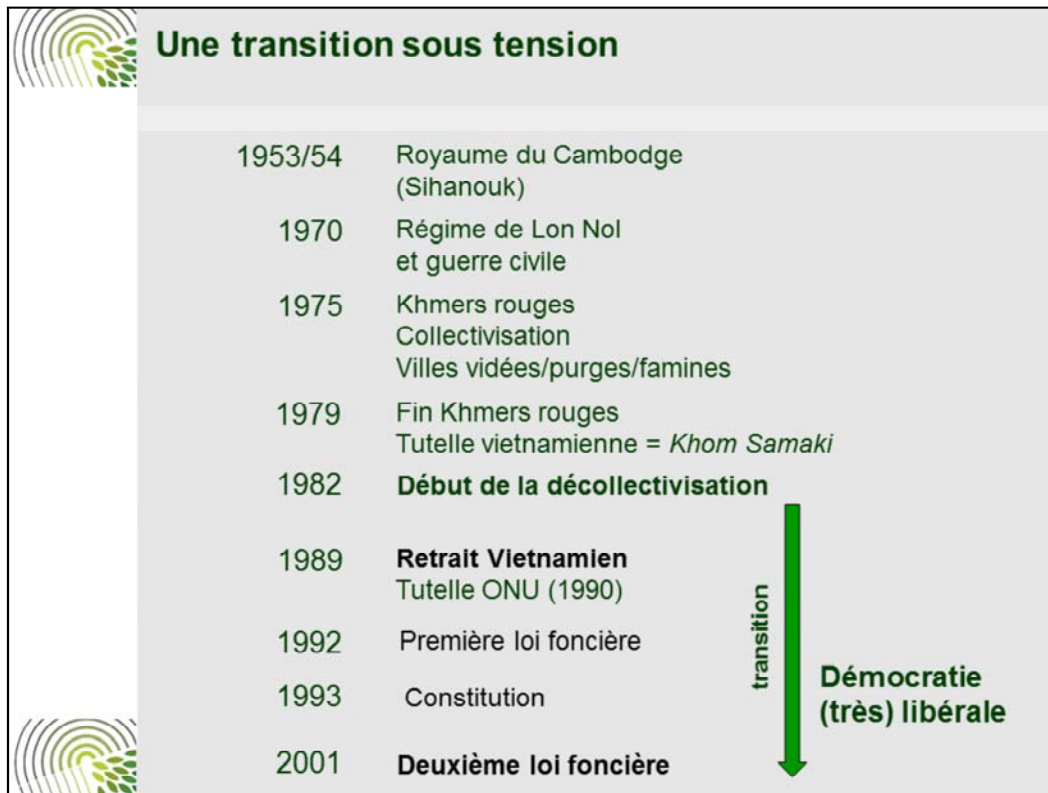 Une transition sous tension
1953/54 Royaume du Cambodge
(Sihanouk)
1970 Régime de Lon Nol
et guerre civile
1975 Khmers rouges
Collectivisation
Villes vidées/purges/famines
1979 Fin Khmers rouges
Tutelle vietnamienne = Khom Samaki
1982 Début de la décollectivisation
1989 Retrait Vietnamien
Tutelle ONU (1990)
1992 Première loi foncière
1993 Constitution
2001 Deuxième loi foncière
transition
Démocratie
(très) libérale